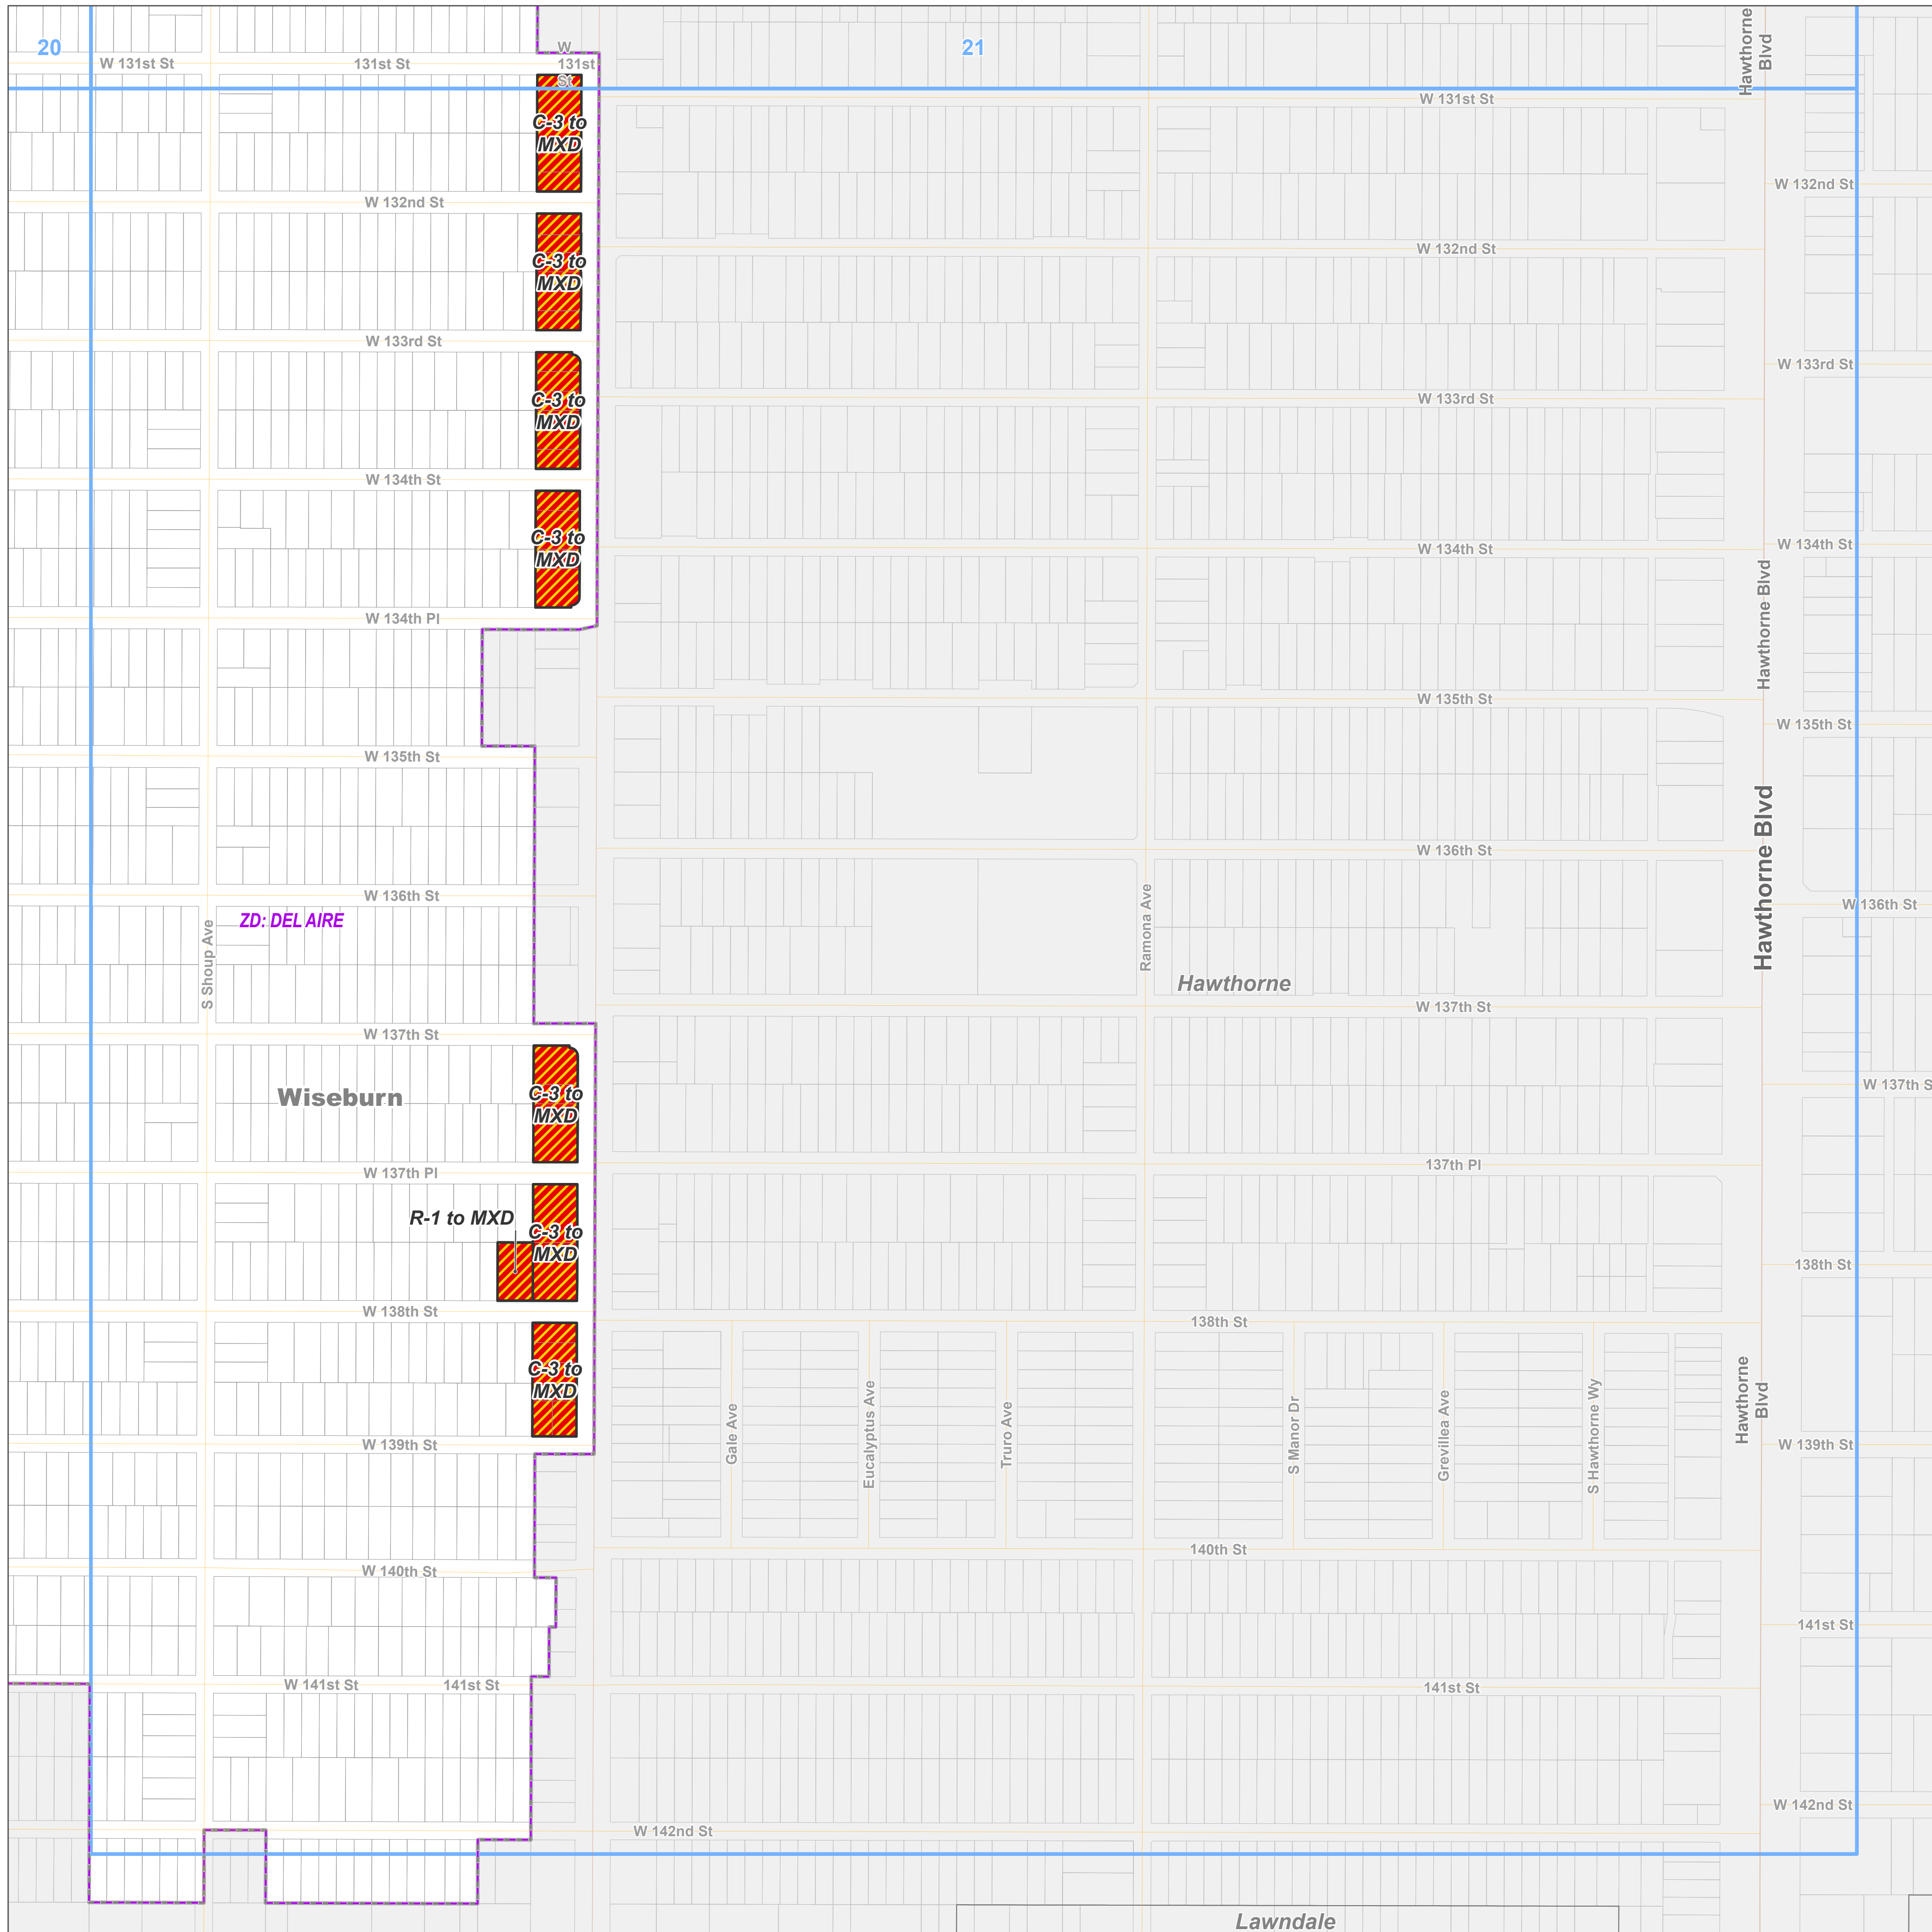 20
21
Hawthorne
Blvd
W 131st St
131st St
W
131st
St
W 131st St
C-3 to
MXD
W 132nd St
W 132nd St
W 132nd St
C-3 to
MXD
W 133rd St
W 133rd St
W 133rd St
C-3 to
MXD
W 134th St
W 134th St
W 134th St
C-3 to
MXD
Hawthorne Blvd
W 134th Pl
W 135th St
W 135th St
W 135th St
Hawthorne Blvd
W 136th St
W 136th St
W 136th St
ZD: DEL AIRE
S Shoup Ave
Ramona Ave
Hawthorne
W 137th St
W 137th St
W 137th S
Wiseburn
C-3 to
MXD
W 137th Pl
137th Pl
R-1 to MXD
C-3 to
MXD
138th St
W 138th St
138th St
C-3 to
MXD
Hawthorne
Blvd
Gale Ave
Eucalyptus Ave
Truro Ave
S Manor Dr
Grevillea Ave
S Hawthorne Wy
W 139th St
W 139th St
140th St
W 140th St
141st St
W 141st St
141st St
141st St
W 142nd St
W 142nd St
Lawndale